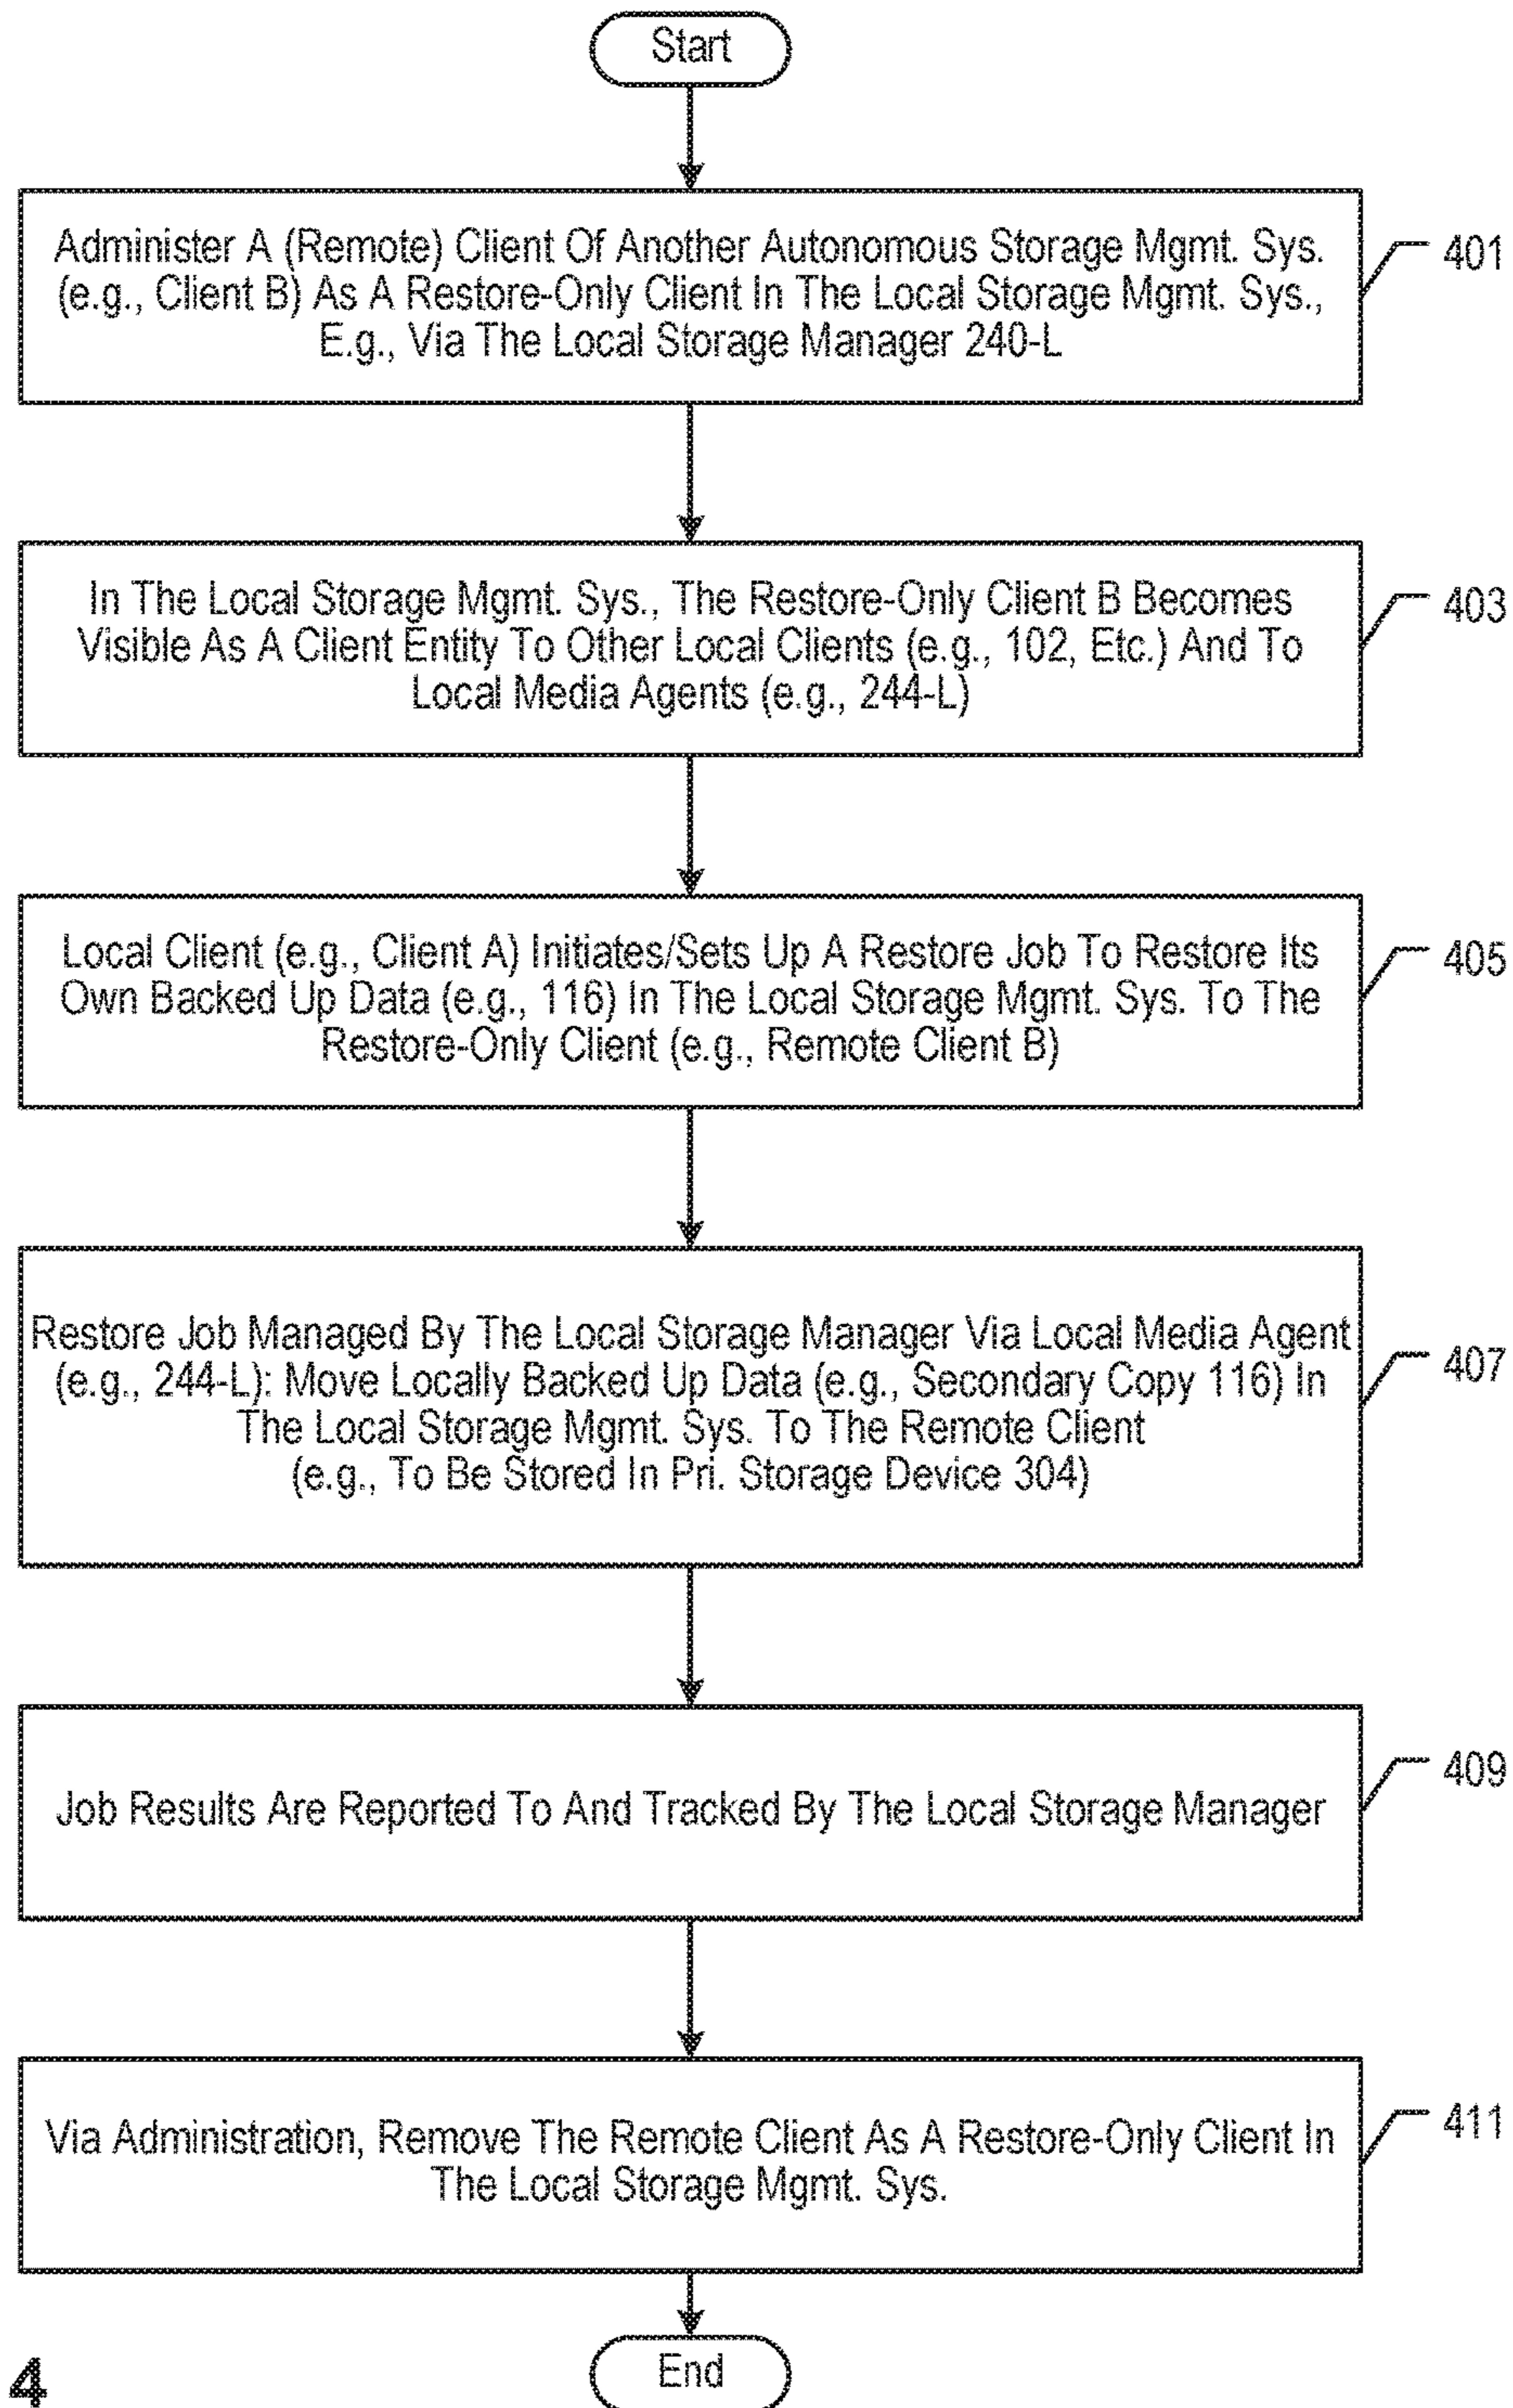 Start
Administer A (Remote) Client Of Another Autonomous Storage Mgmt. Sys.
(e.g., Client B) As A Restore-Only Client In The Local Storage Mgmt. Sys.,
E.g., Via The Local Storage Manager 240-L
401
In The Local Storage Mgmt. Sys., The Restore-Only Client B Becomes
Visible As A Client Entity To Other Local Clients (e.g., 102, Etc.) And To
Local Media Agents (e.g., 244-L)
403
Local Client (e.g., Client A) Initiates/Sets Up A Restore Job To Restore Its
Own Backed Up Data (e.g., 116) In The Local Storage Mgmt. Sys. To The
Restore-Only Client (e.g., Remote Client B)
405
Restore Job Managed By The Local Storage Manager Via Local Media Agent
(e.g., 244-L): Move Locally Backed Up Data (e.g., Secondary Copy 116) In
The Local Storage Mgmt. Sys. To The Remote Client
(e.g., To Be Stored In Pri. Storage Device 304)
407
Job Results Are Reported To And Tracked By The Local Storage Manager
409
Via Administration, Remove The Remote Client As A Restore-Only Client In
The Local Storage Mgmt. Sys.
411
End
4